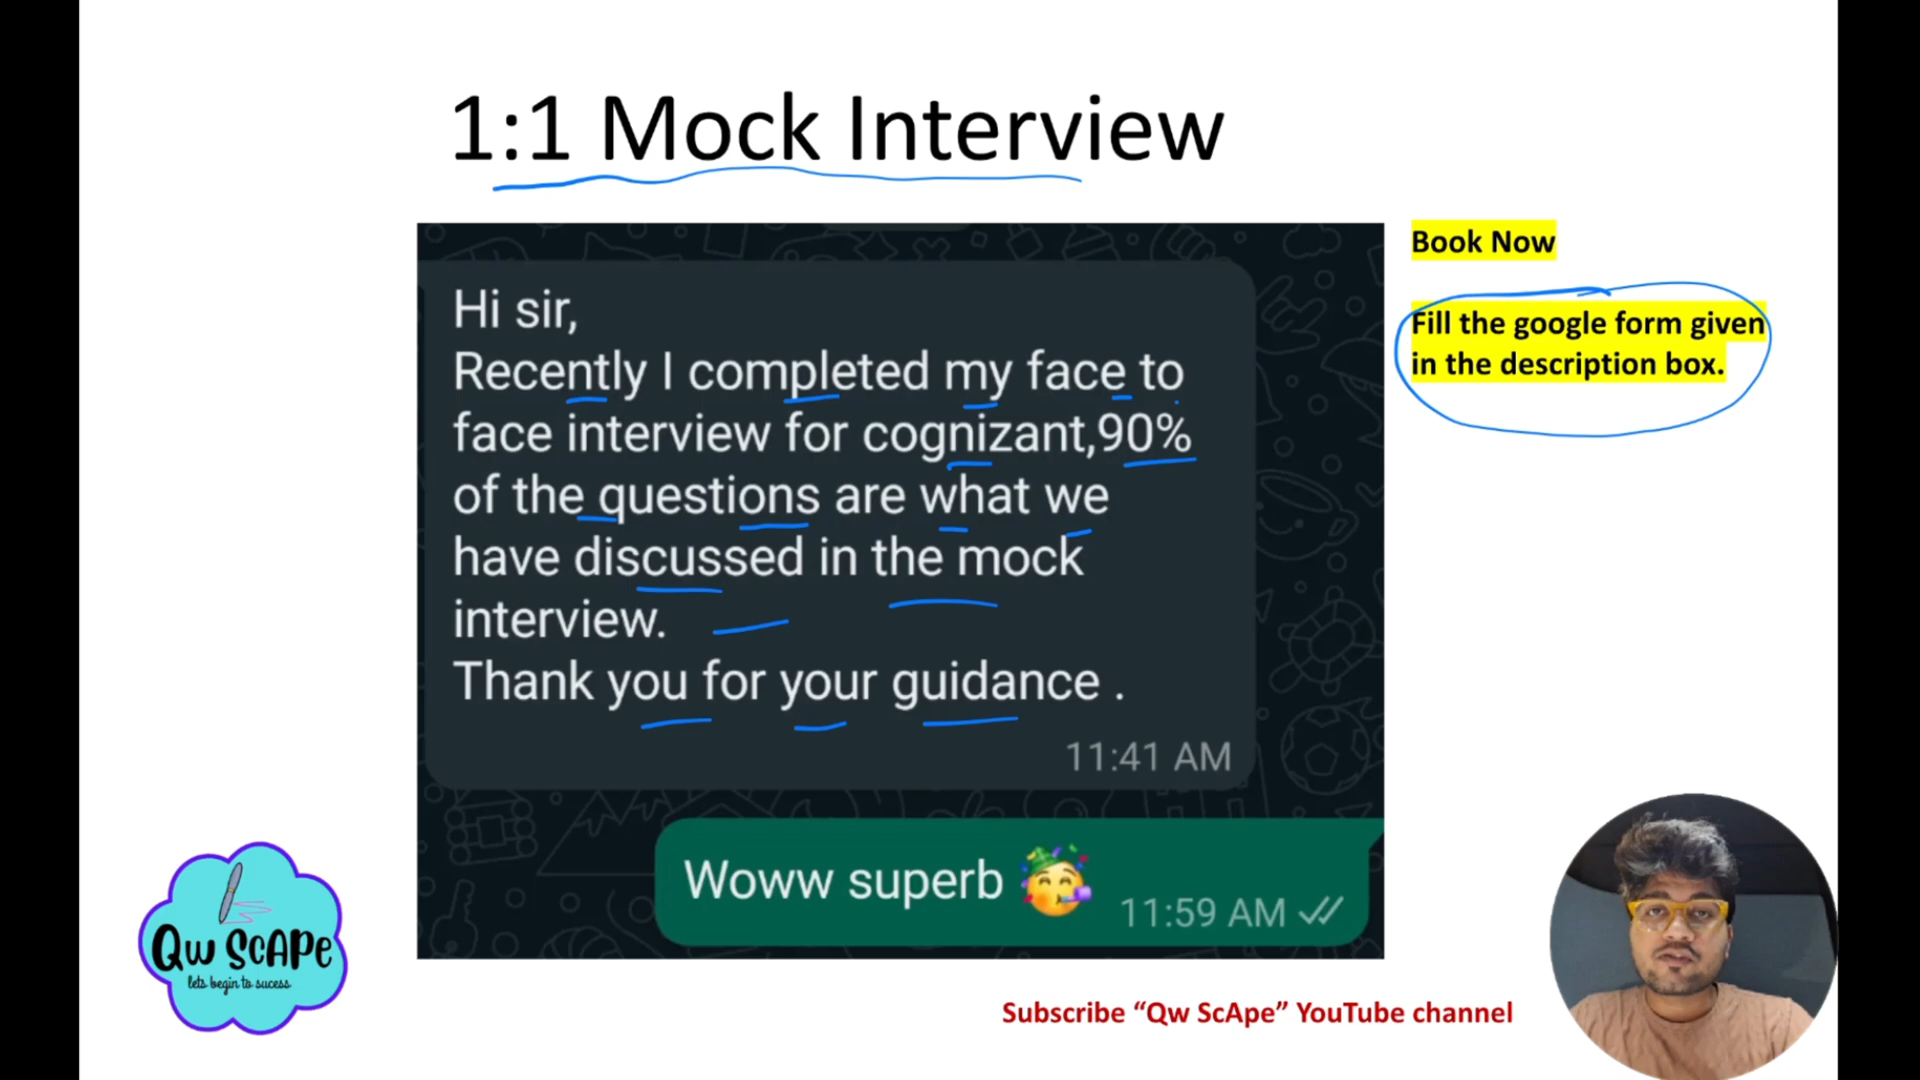 1:1 Mock Interview
Hi sir,
Recently I completed my face to
face interview for cognizant,90%
of the questions are what we
have discussed in the mock
interview.
Thank you for your guidance .
11:41 AM
Woww superb 🥳
11:59 AM
Book Now
Fill the google form given
in the description box.
Qw ScApe
lets begin to sucess
Subscribe “Qw ScApe” YouTube channel